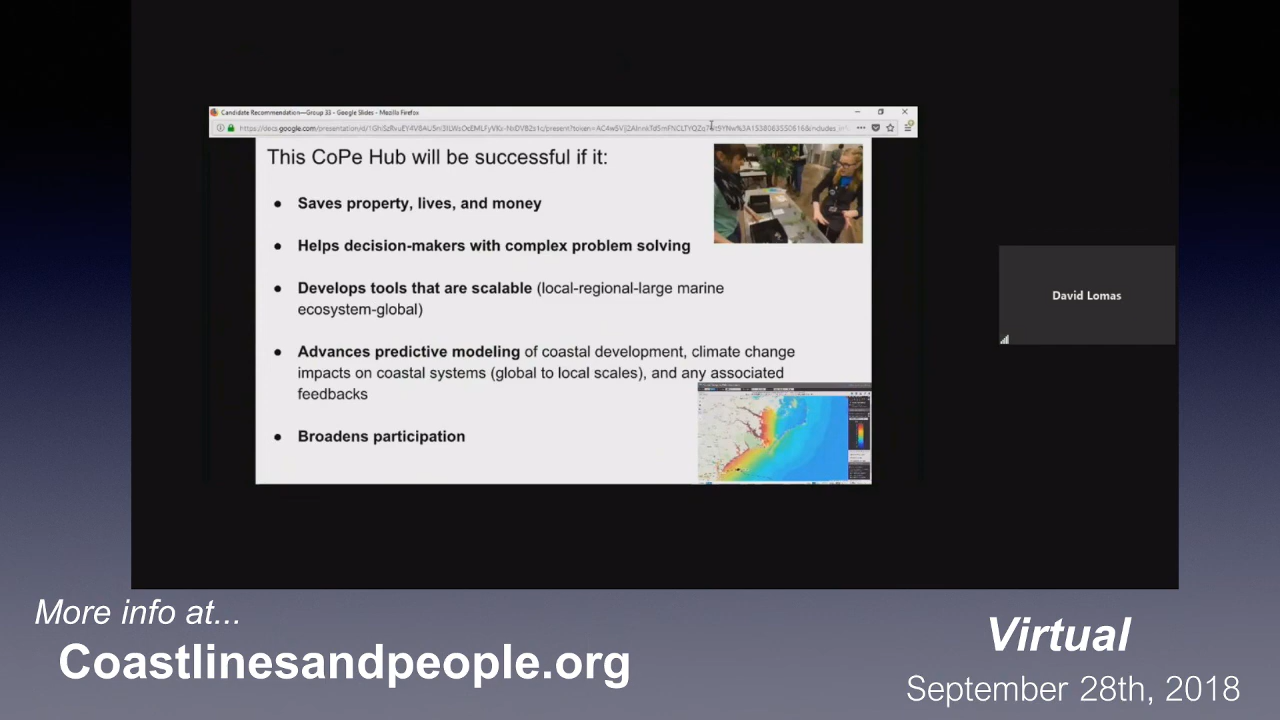 Candidate Recommendation—Group 33 - Google Slides - Mozilla Firefox
This CoPe Hub will be successful if it:
● Saves property, lives, and money
● Helps decision-makers with complex problem solving
● Develops tools that are scalable (local-regional-large marine
ecosystem-global)
● Advances predictive modeling of coastal development, climate change
impacts on coastal systems (global to local scales), and any associated
feedbacks
● Broadens participation
David Lomas
More info at...
Coastlinesandpeople.org
Virtual
September 28th, 2018